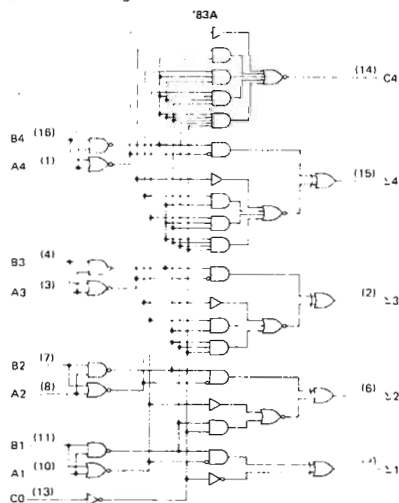 '83A
(14) C4
B4 (16)
A4 (1)
(15) Σ4
B3 (4)
A3 (3)
(2) Σ3
B2 (7)
A2 (8)
(6) Σ2
B1 (11)
A1 (10)
Σ1
C0 (13)